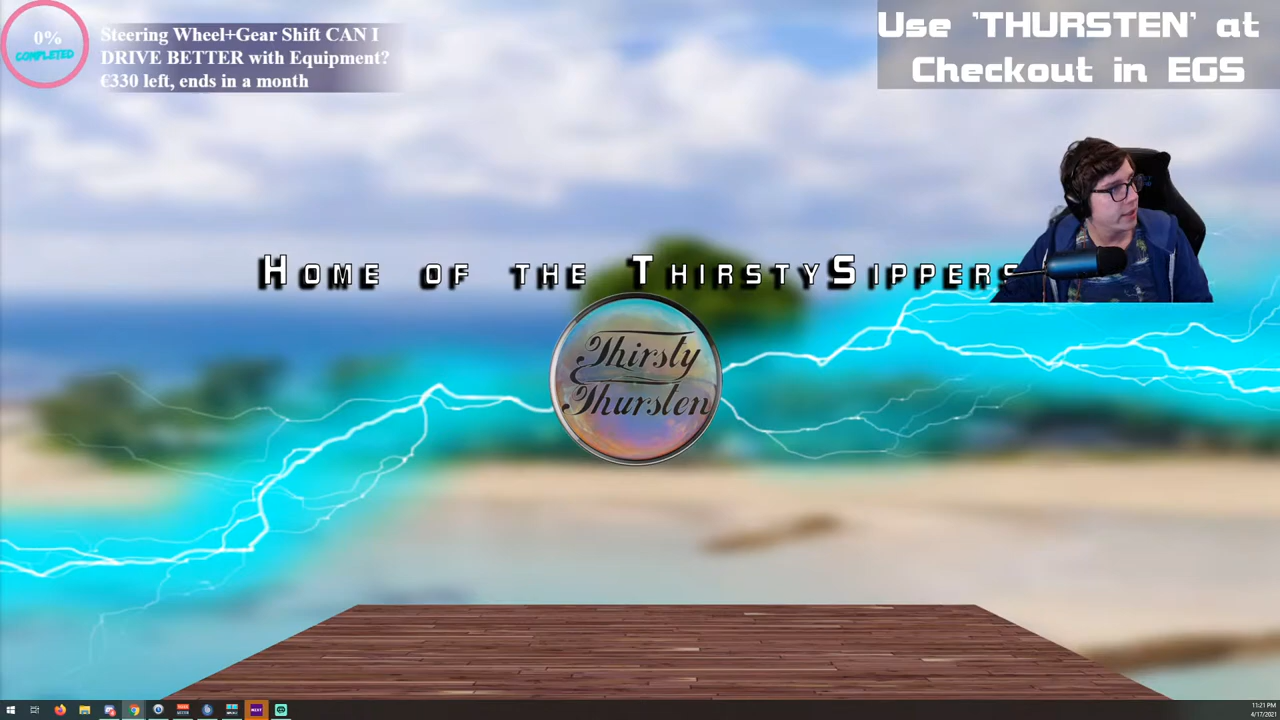 0%
COMPLETED
Steering Wheel+Gear Shift CAN I
DRIVE BETTER with Equipment?
€330 left, ends in a month
Use 'THURSTEN' at
Checkout in EGS
Home of the ThirstySippers
Thirsty
Thursten
11:21 PM
4/17/2021